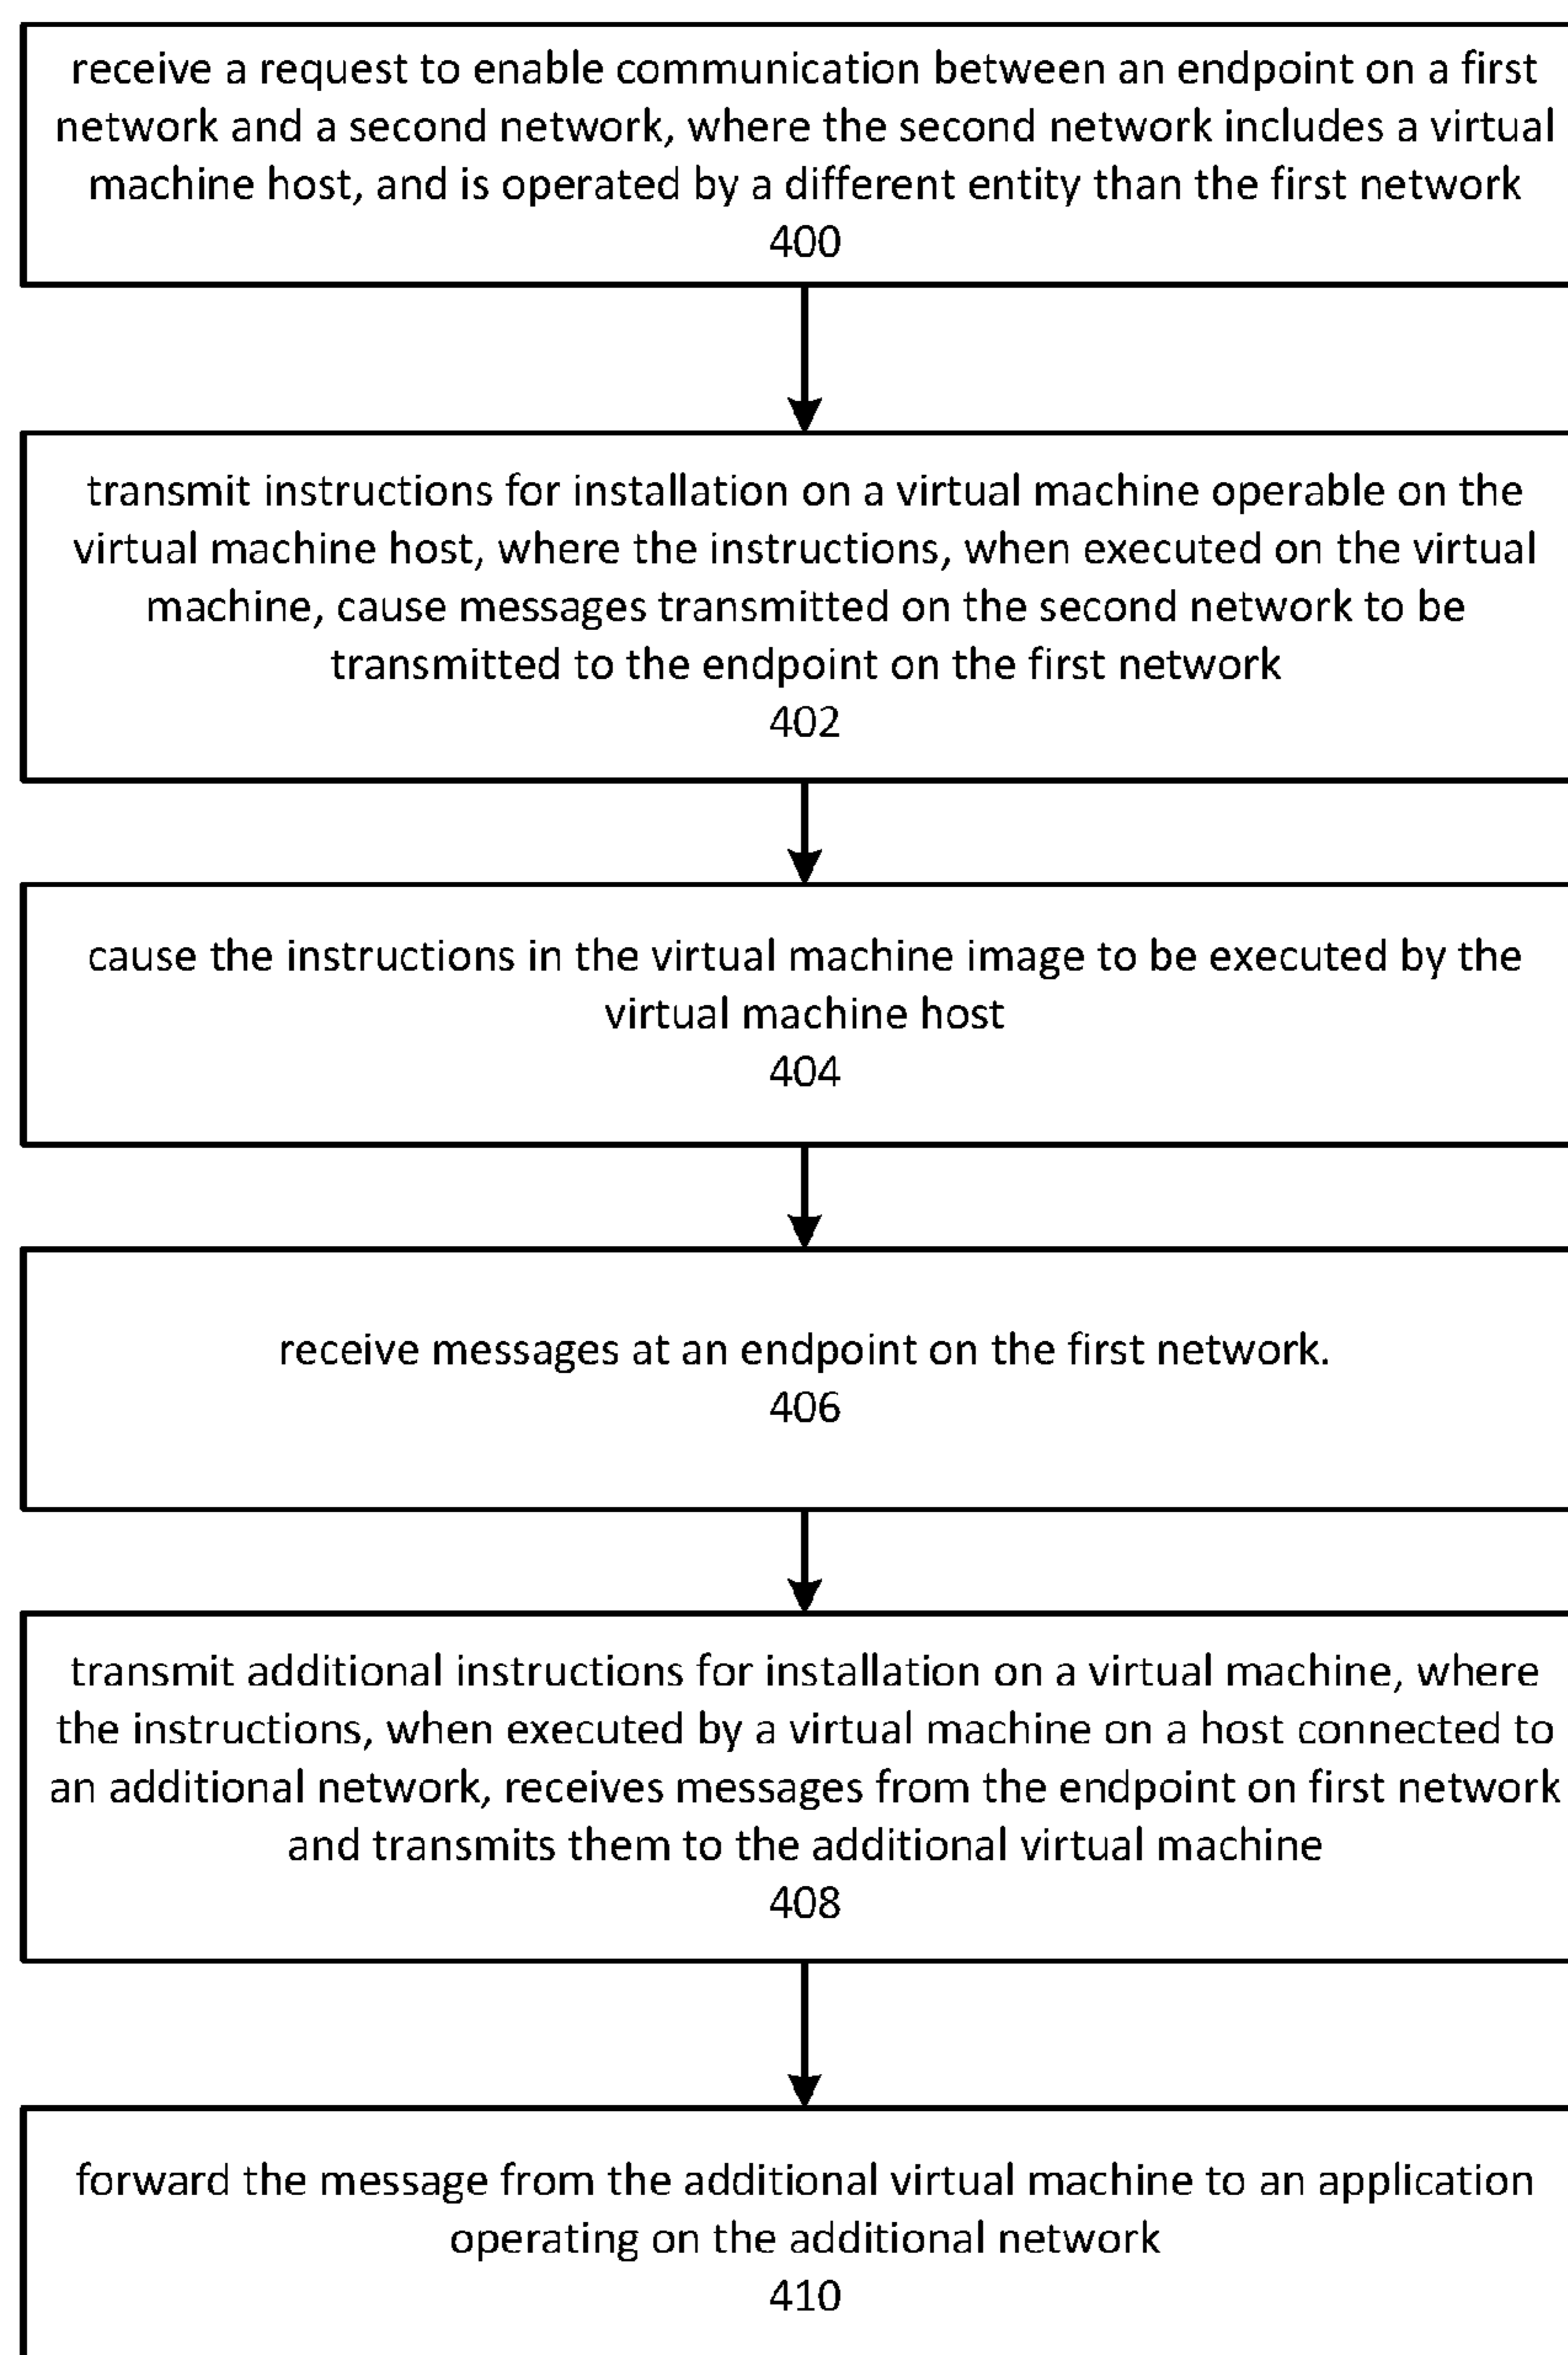 receive a request to enable communication between an endpoint on a first
network and a second network, where the second network includes a virtual
machine host, and is operated by a different entity than the first network
400
transmit instructions for installation on a virtual machine operable on the
virtual machine host, where the instructions, when executed on the virtual
machine, cause messages transmitted on the second network to be
transmitted to the endpoint on the first network
402
cause the instructions in the virtual machine image to be executed by the
virtual machine host
404
receive messages at an endpoint on the first network.
406
transmit additional instructions for installation on a virtual machine, where
the instructions, when executed by a virtual machine on a host connected to
an additional network, receives messages from the endpoint on first network
and transmits them to the additional virtual machine
408
forward the message from the additional virtual machine to an application
operating on the additional network
410